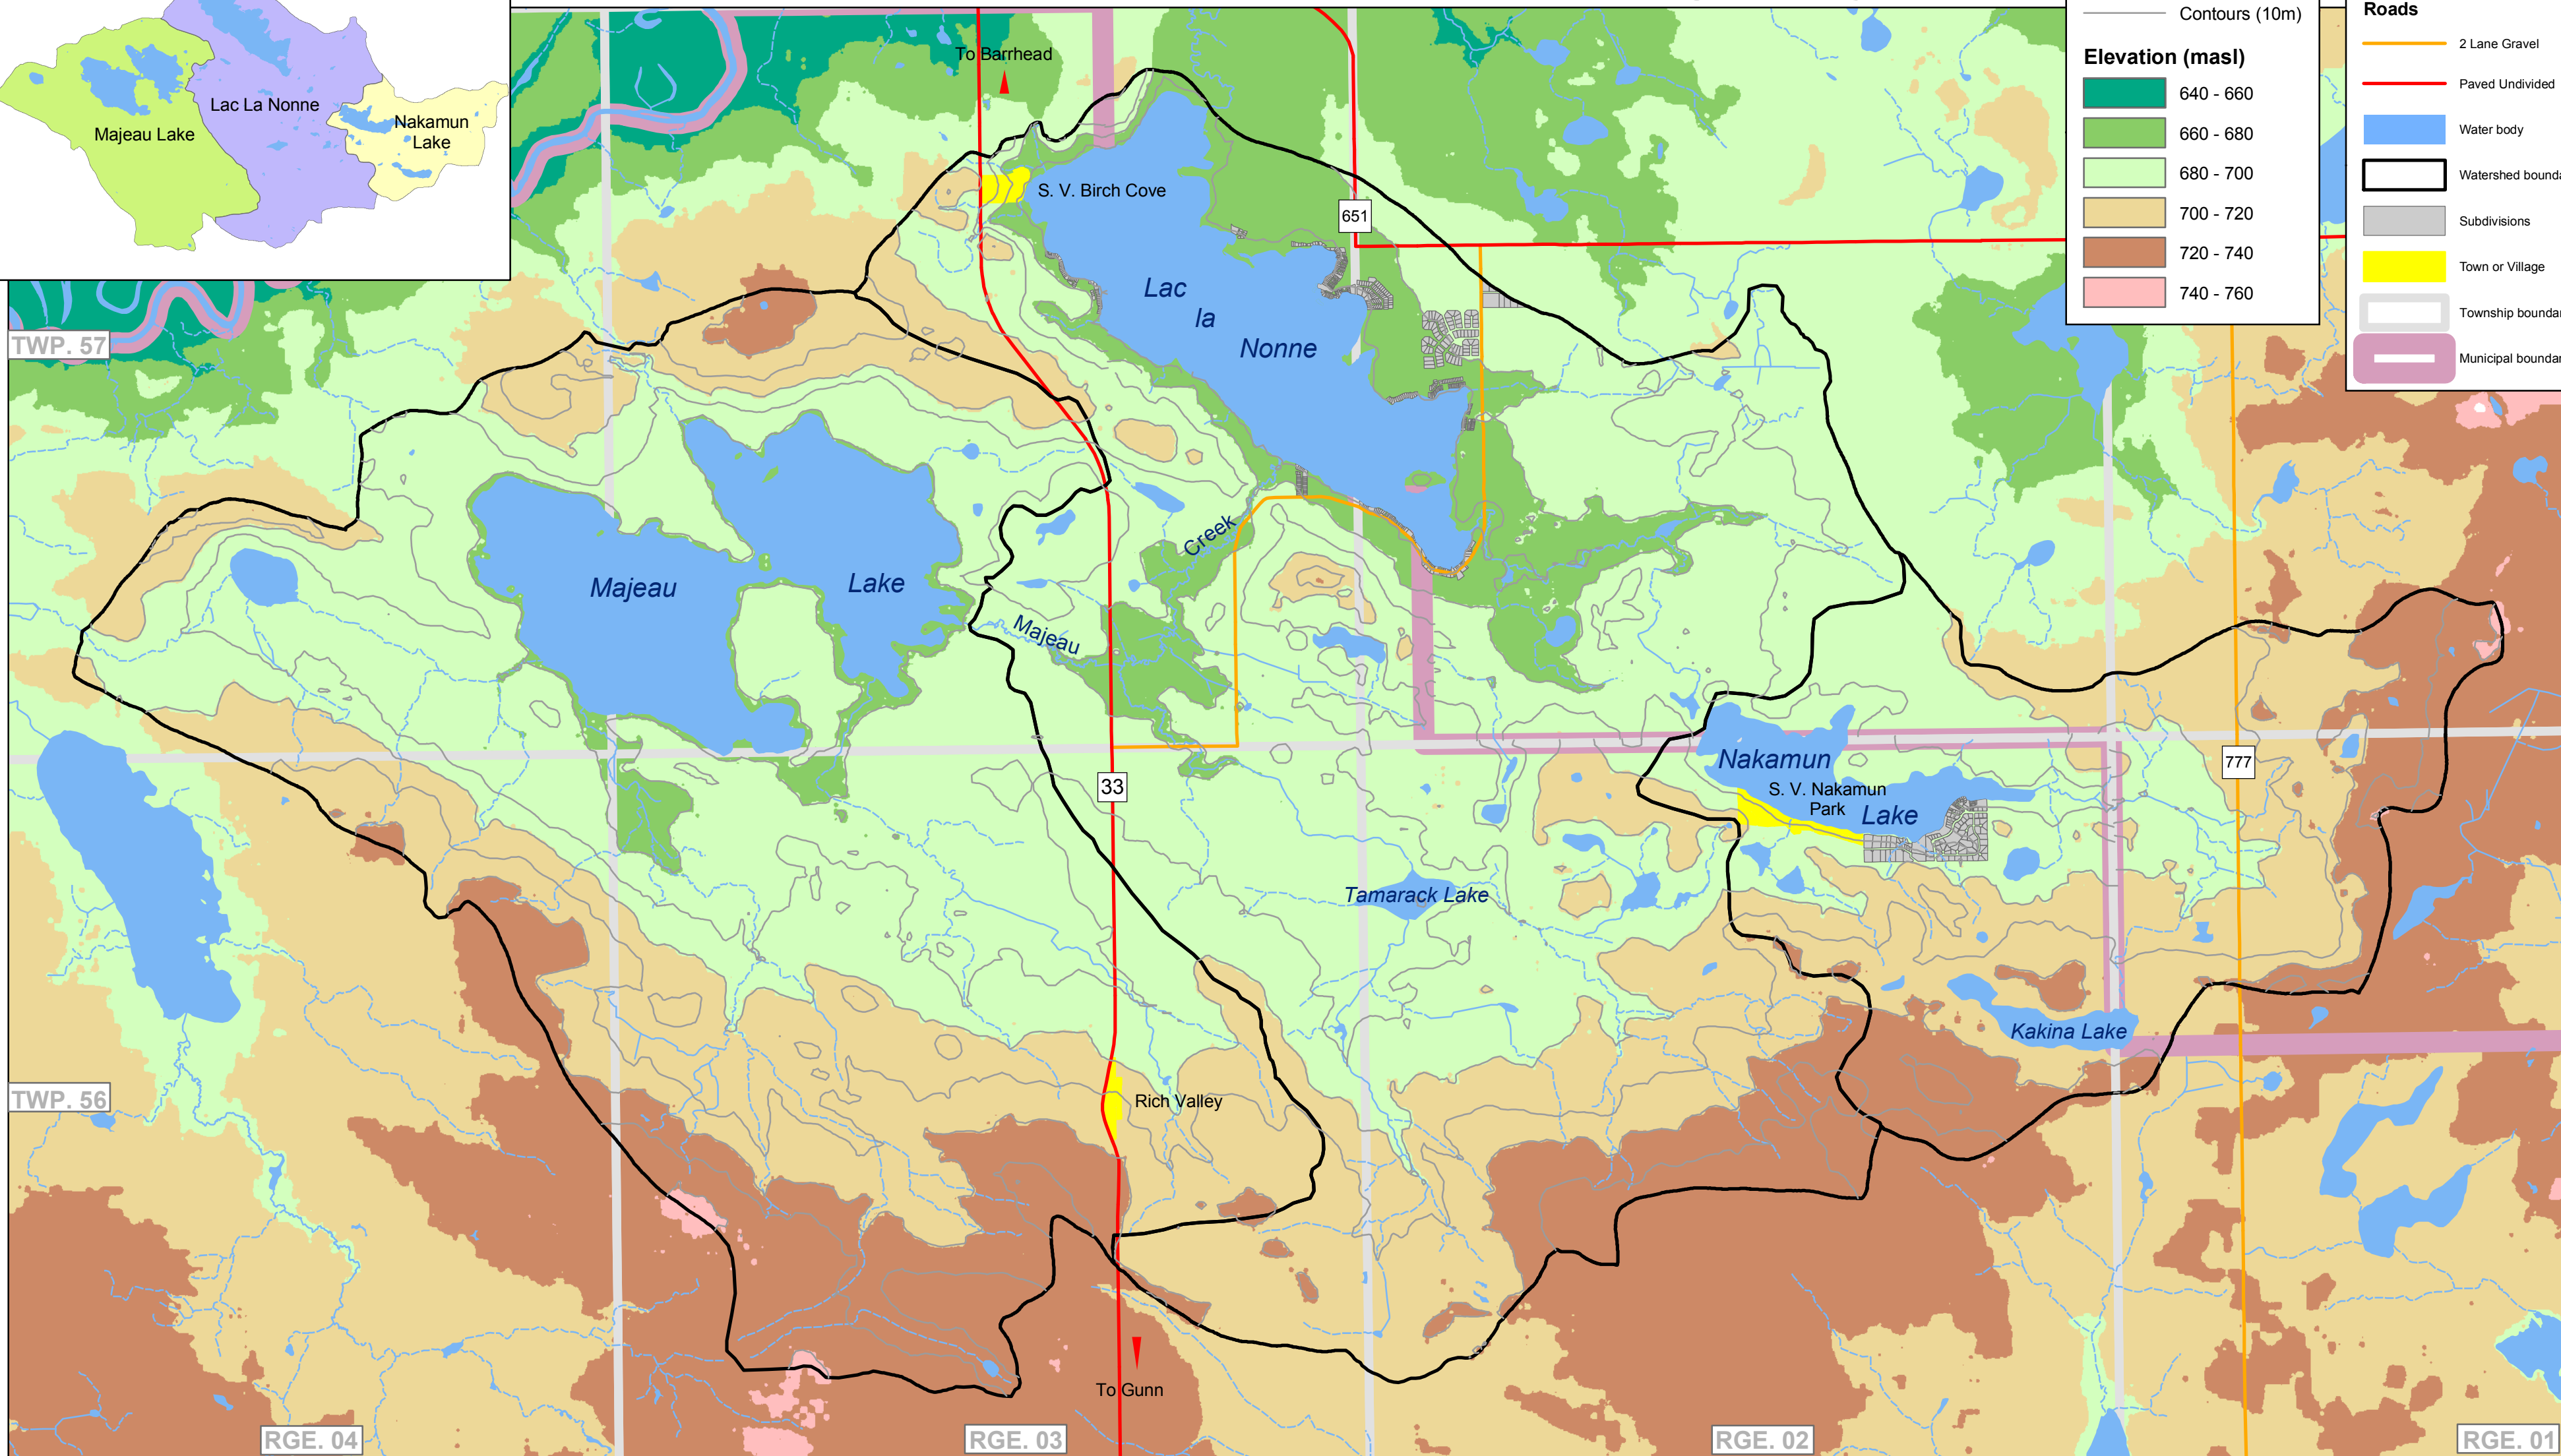 Majeau Lake
Lac La Nonne
Nakamun
Lake
Contours (10m)
Elevation (masl)
640 - 660
660 - 680
680 - 700
700 - 720
720 - 740
740 - 760
Roads
2 Lane Gravel
Paved Undivided
Water body
Watershed bounda
Subdivisions
Town or Village
Township boundar
Municipal boundar
To Barrhead
S. V. Birch Cove
651
Lac
la
Nonne
TWP. 57
Creek
Majeau
Lake
Majeau
Nakamun
777
33
S. V. Nakamun
Park
Lake
Tamarack Lake
Kakina Lake
TWP. 56
Rich Valley
To Gunn
RGE. 04
RGE. 03
RGE. 02
RGE. 01